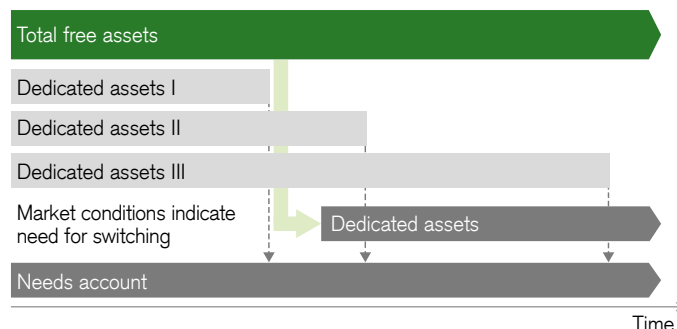 Total free assets
Dedicated assets I
Dedicated assets II
Dedicated assets III
Market conditions indicate
need for switching
Dedicated assets
Needs account
Time